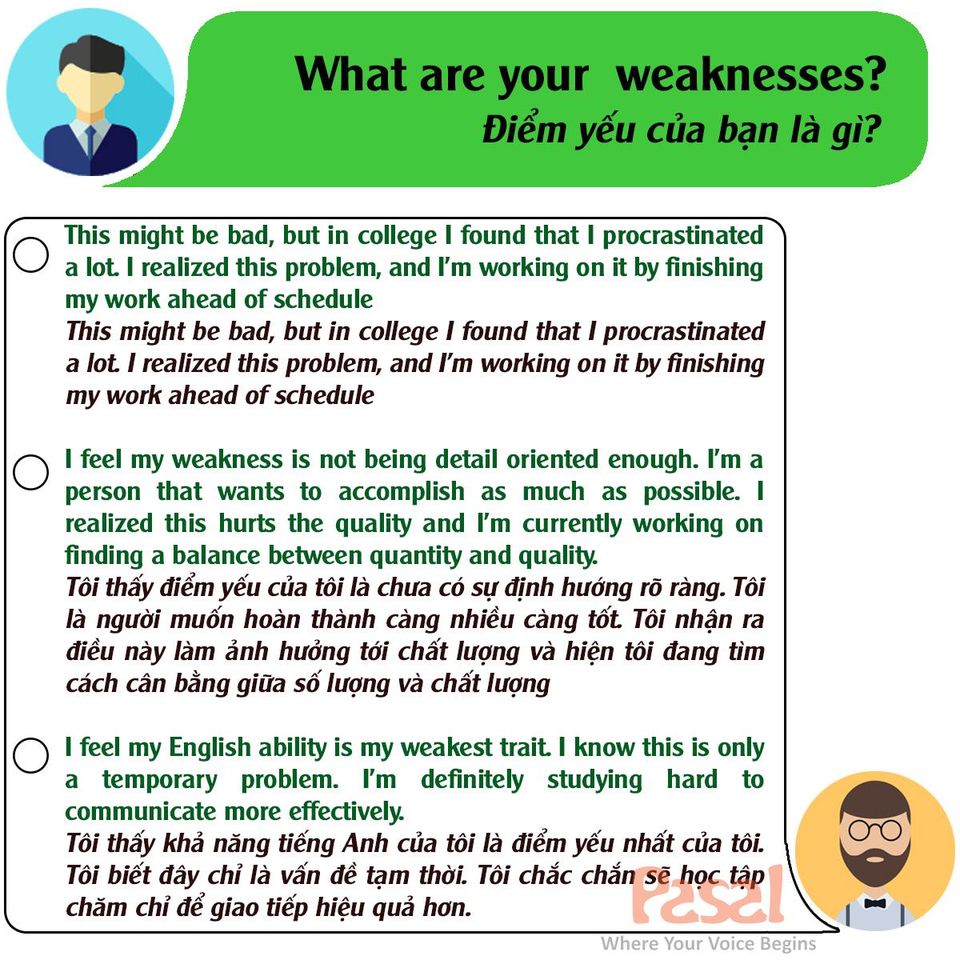 What are your weaknesses?
Điểm yếu của bạn là gì?
This might be bad, but in college I found that I procrastinated
a lot. I realized this problem, and I'm working on it by finishing
my work ahead of schedule
This might be bad, but in college I found that I procrastinated
a lot. I realized this problem, and I'm working on it by finishing
my work ahead of schedule
I feel my weakness is not being detail oriented enough. I'm a
person that wants to accomplish as much as possible. I
realized this hurts the quality and I'm currently working on
finding a balance between quantity and quality.
Tôi thấy điểm yếu của tôi là chưa có sự định hướng rõ ràng. Tôi
là người muốn hoàn thành càng nhiều càng tốt. Tôi nhận ra
điều này làm ảnh hưởng tới chất lượng và hiện tôi đang tìm
cách cân bằng giữa số lượng và chất lượng
I feel my English ability is my weakest trait. I know this is only
a temporary problem. I'm definitely studying hard to
communicate more effectively.
Tôi thấy khả năng tiếng Anh của tôi là điểm yếu nhất của tôi.
Tôi biết đây chỉ là vấn đề tạm thời. Tôi chắc chắn sẽ học tập
chăm chỉ để giao tiếp hiệu quả hơn.
Pasal
Where Your Voice Begins